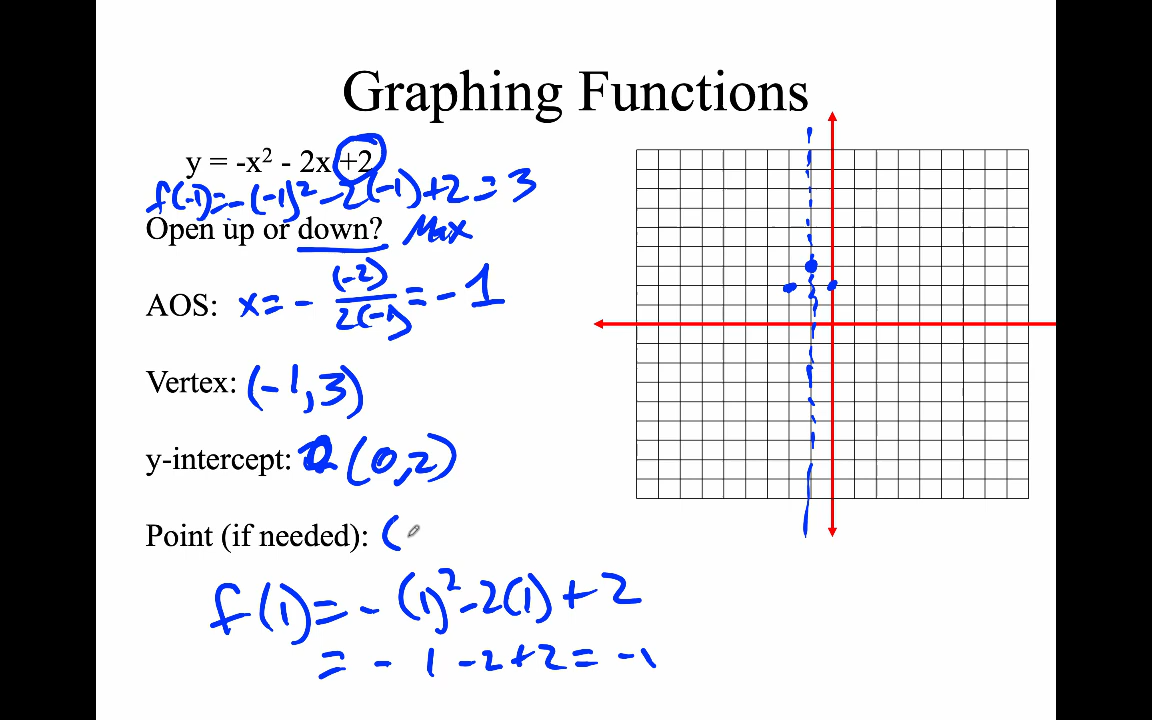 Graphing Functions
y = -x² - 2x +2
f(-1)= -(-1)² -2(-1)+2 = 3
Open up or down? Max
AOS: x= - (-2)/2(-1) = -1
Vertex: (-1,3)
y-intercept: 2 (0,2)
Point (if needed): (
f(1)= -(1)²-2(1)+2
= -1 -2+2= -1